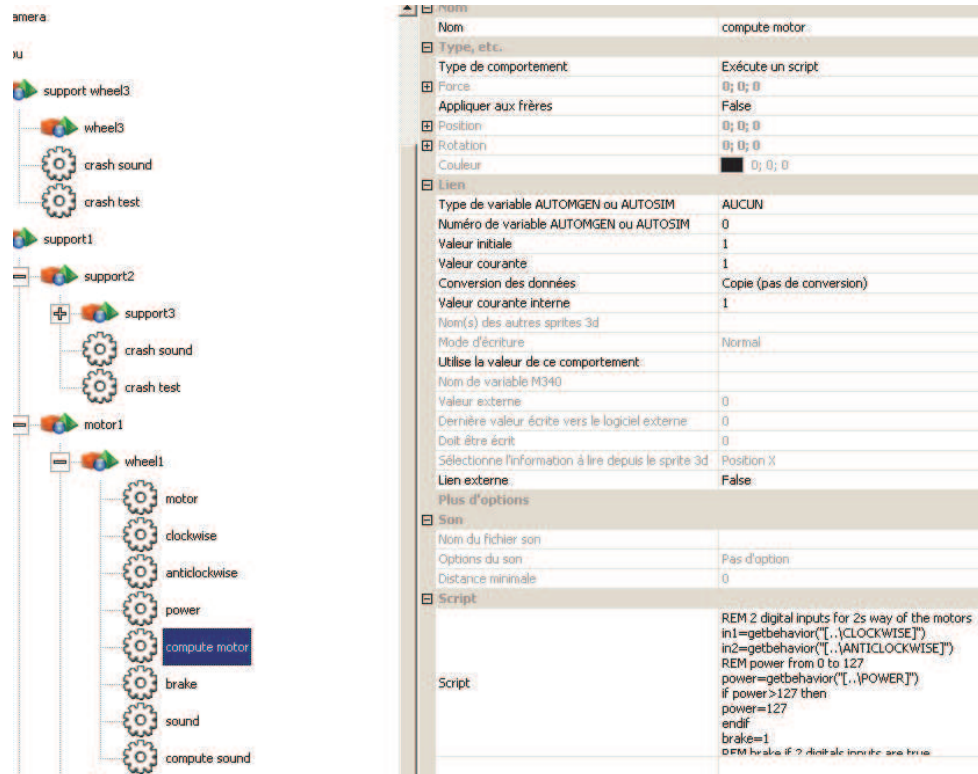 amera
ou
support wheel3
wheel3
crash sound
crash test
support1
support2
support3
crash sound
crash test
motor1
wheel1
motor
clockwise
anticlockwise
power
compute motor
brake
sound
compute sound
Nom
Nom compute motor
Type, etc.
Type de comportement Exécute un script
Force 0; 0; 0
Appliquer aux frères False
Position 0; 0; 0
Rotation 0; 0; 0
Couleur 0; 0; 0
Lien
Type de variable AUTOMGEN ou AUTOSIM AUCUN
Numéro de variable AUTOMGEN ou AUTOSIM 0
Valeur initiale 1
Valeur courante 1
Conversion des données Copie (pas de conversion)
Valeur courante interne 1
Nom(s) des autres sprites 3d
Mode d'écriture Normal
Utilise la valeur de ce comportement
Nom de variable M340
Valeur externe 0
Dernière valeur écrite vers le logiciel externe 0
Doit être écrit 0
Sélectionne l'information à lire depuis le sprite 3d Position X
Lien externe False
Plus d'options
Son
Nom du fichier son
Options du son Pas d'option
Distance minimale 0
Script
Script
REM 2 digital inputs for 2s way of the motors
in1=getbehavior("[..\CLOCKWISE]")
in2=getbehavior("[..\ANTICLOCKWISE]")
REM power from 0 to 127
power=getbehavior("[..\POWER]")
if power>127 then
power=127
endif
brake=1
REM brake if 2 digitals inputs are true